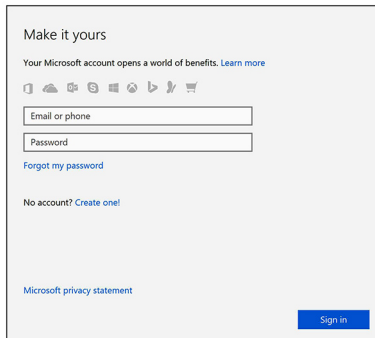 Make it yours
Your Microsoft account opens a world of benefits. Learn more
Email or phone
Password
Forgot my password
No account? Create one!
Microsoft privacy statement
Sign in